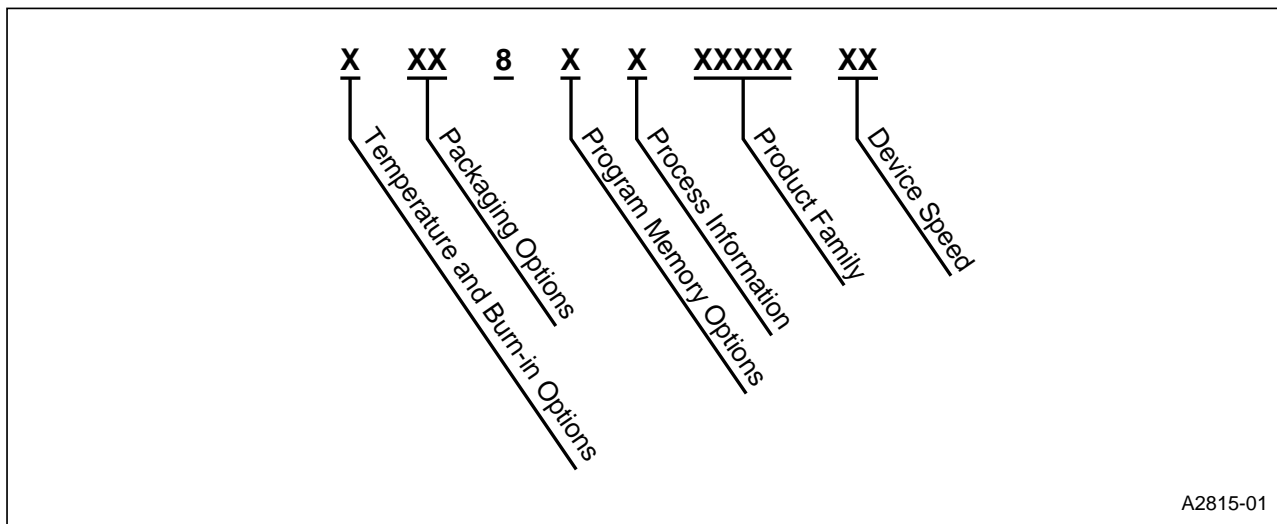 X XX 8 X X XXXXX XX
Temperature and Burn-in Options
Packaging Options
Program Memory Options
Process Information
Product Family
Device Speed
A2815-01